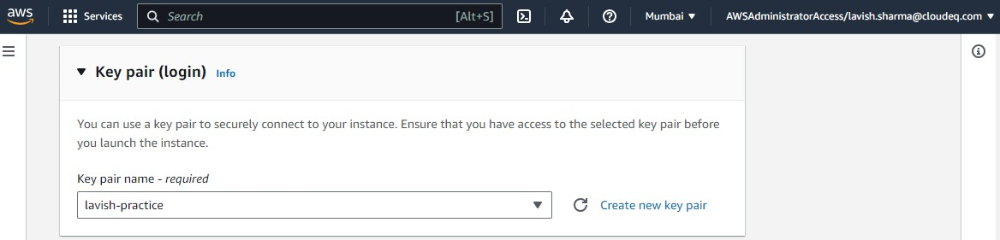 aws Services Search [Alt+S] Mumbai AWSAdministratorAccess/lavish.sharma@cloudeq.com
Key pair (login) Info
You can use a key pair to securely connect to your instance. Ensure that you have access to the selected key pair before
you launch the instance.
Key pair name - required
lavish-practice Create new key pair